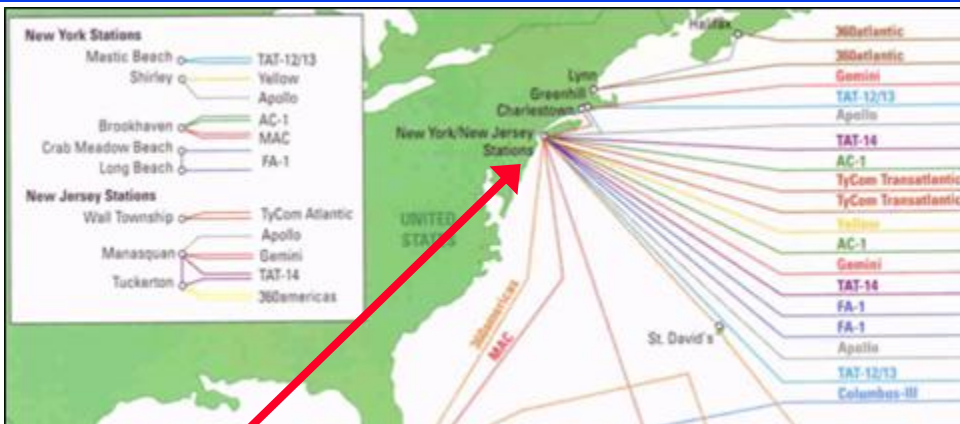 New York Stations
Mastic Beach
TAT-12/13
Shirley
Yellow
Apollo
Brookhaven
AC-1
MAC
Crab Meadow Beach
Long Beach
FA-1
New Jersey Stations
Wall Township
TyCom Atlantic
Manasquan
Apollo
Gemini
Tuckerton
TAT-14
360americas
Halifax
Lynn
Greenhill
Charlestown
New York/New Jersey
Stations
UNITED
STATES
360americas
MAC
St. David's
360atlantic
360atlantic
Gemini
TAT-12/13
Apollo
TAT-14
AC-1
TyCom Transatlantic
TyCom Transatlantic
Yellow
AC-1
Gemini
TAT-14
FA-1
FA-1
Apollo
TAT-12/13
Columbus-III